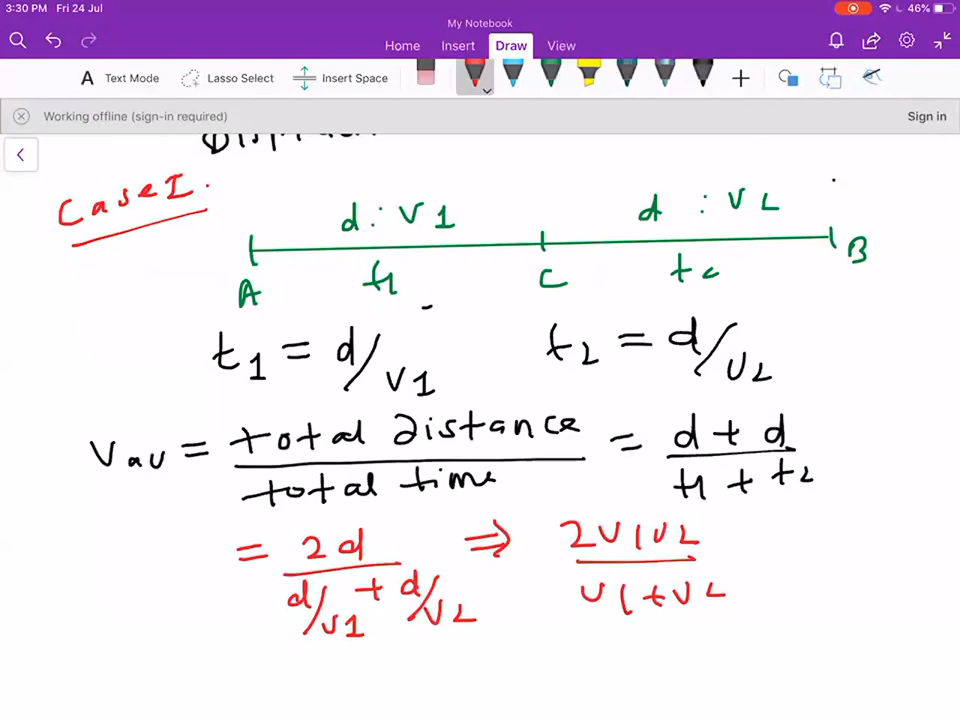 3:30 PM Fri 24 Jul
46%
My Notebook
Home Insert Draw View
A Text Mode Lasso Select Insert Space
Working offline (sign-in required) Sign in
Case I.
d : V1 d : V2
A t1 C t2 B
t1 = d/V1 t2 = d/V2
Vav = total distance / total time = d + d / t1 + t2
= 2d / d/V1 + d/V2 ⇒ 2V1V2 / V1+V2